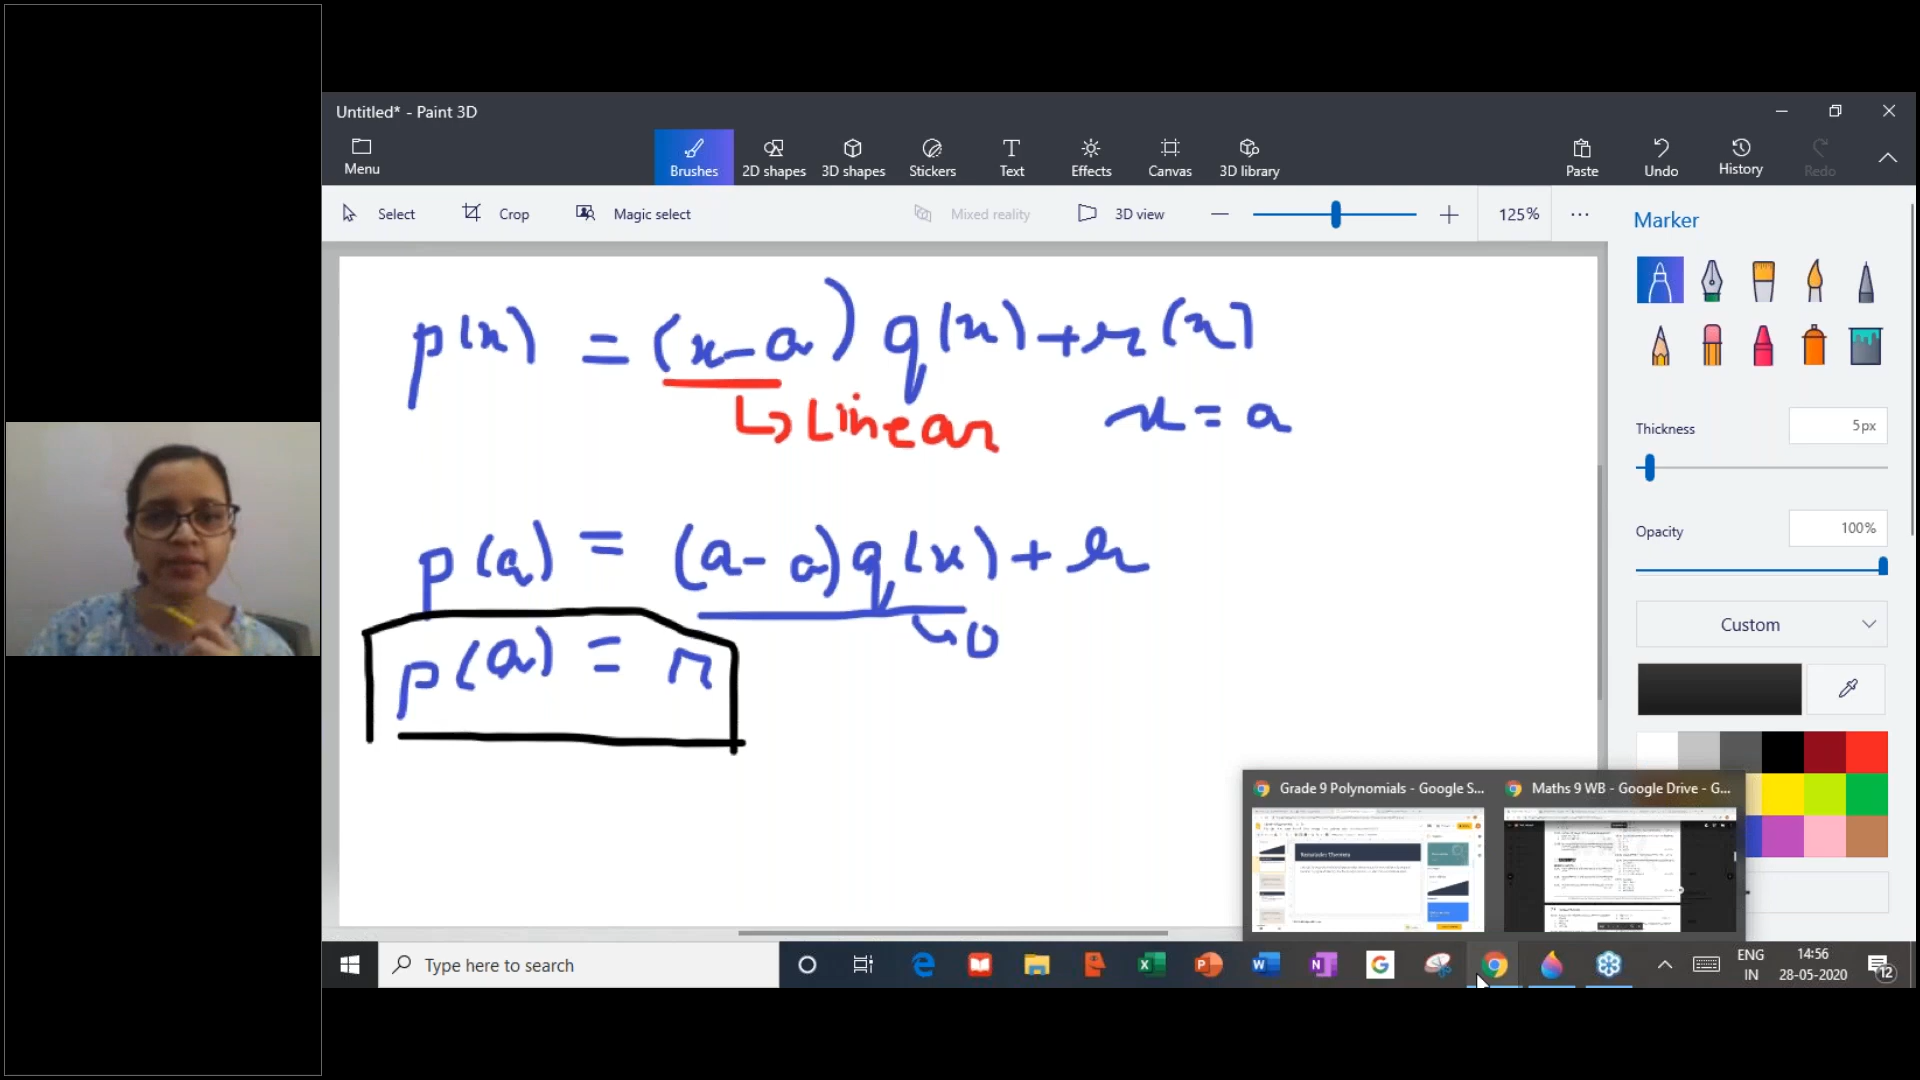 Untitled* - Paint 3D
Menu
Brushes
2D shapes
3D shapes
Stickers
Text
Effects
Canvas
3D library
Paste
Undo
History
Redo
Select
Crop
Magic select
Mixed reality
3D view
125%
Marker
p(x) = (x-a) q(x) + r(x)
Linear
x = a
p(a) = (a-a) q(x) + r
0
p(a) = r
Thickness
5px
Opacity
100%
Custom
Grade 9 Polynomials - Google S...
Maths 9 WB - Google Drive - G...
Remainder Theorem
Type here to search
ENG
IN
14:56
28-05-2020
12